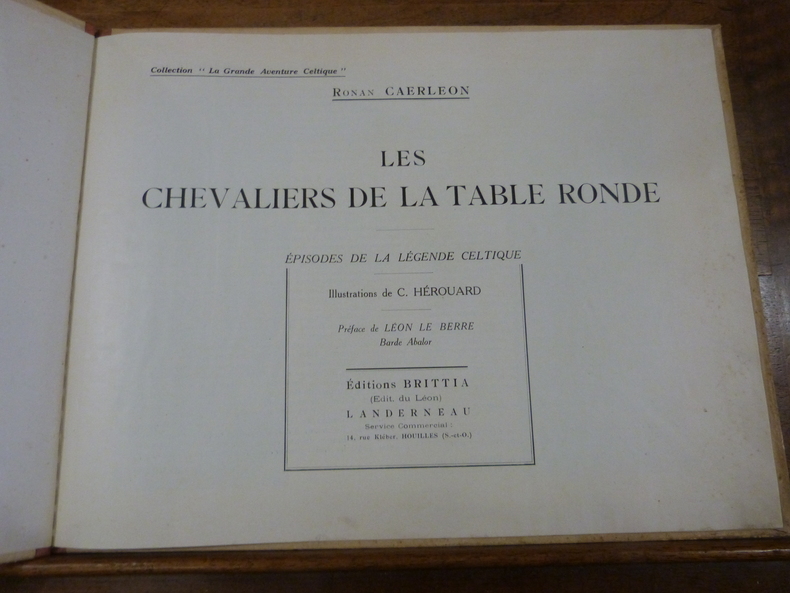 Collection " La Grande Aventure Celtique "
RONAN CAERLEON
LES
CHEVALIERS DE LA TABLE RONDE
ÉPISODES DE LA LÉGENDE CELTIQUE
Illustrations de C. HÉROUARD
Préface de LÉON LE BERRE
Barde Abalor
Éditions BRITTIA
(Edit. du Léon)
LANDERNEAU
Service Commercial :
14, rue Kléber, HOUILLES (S.-et-O.)